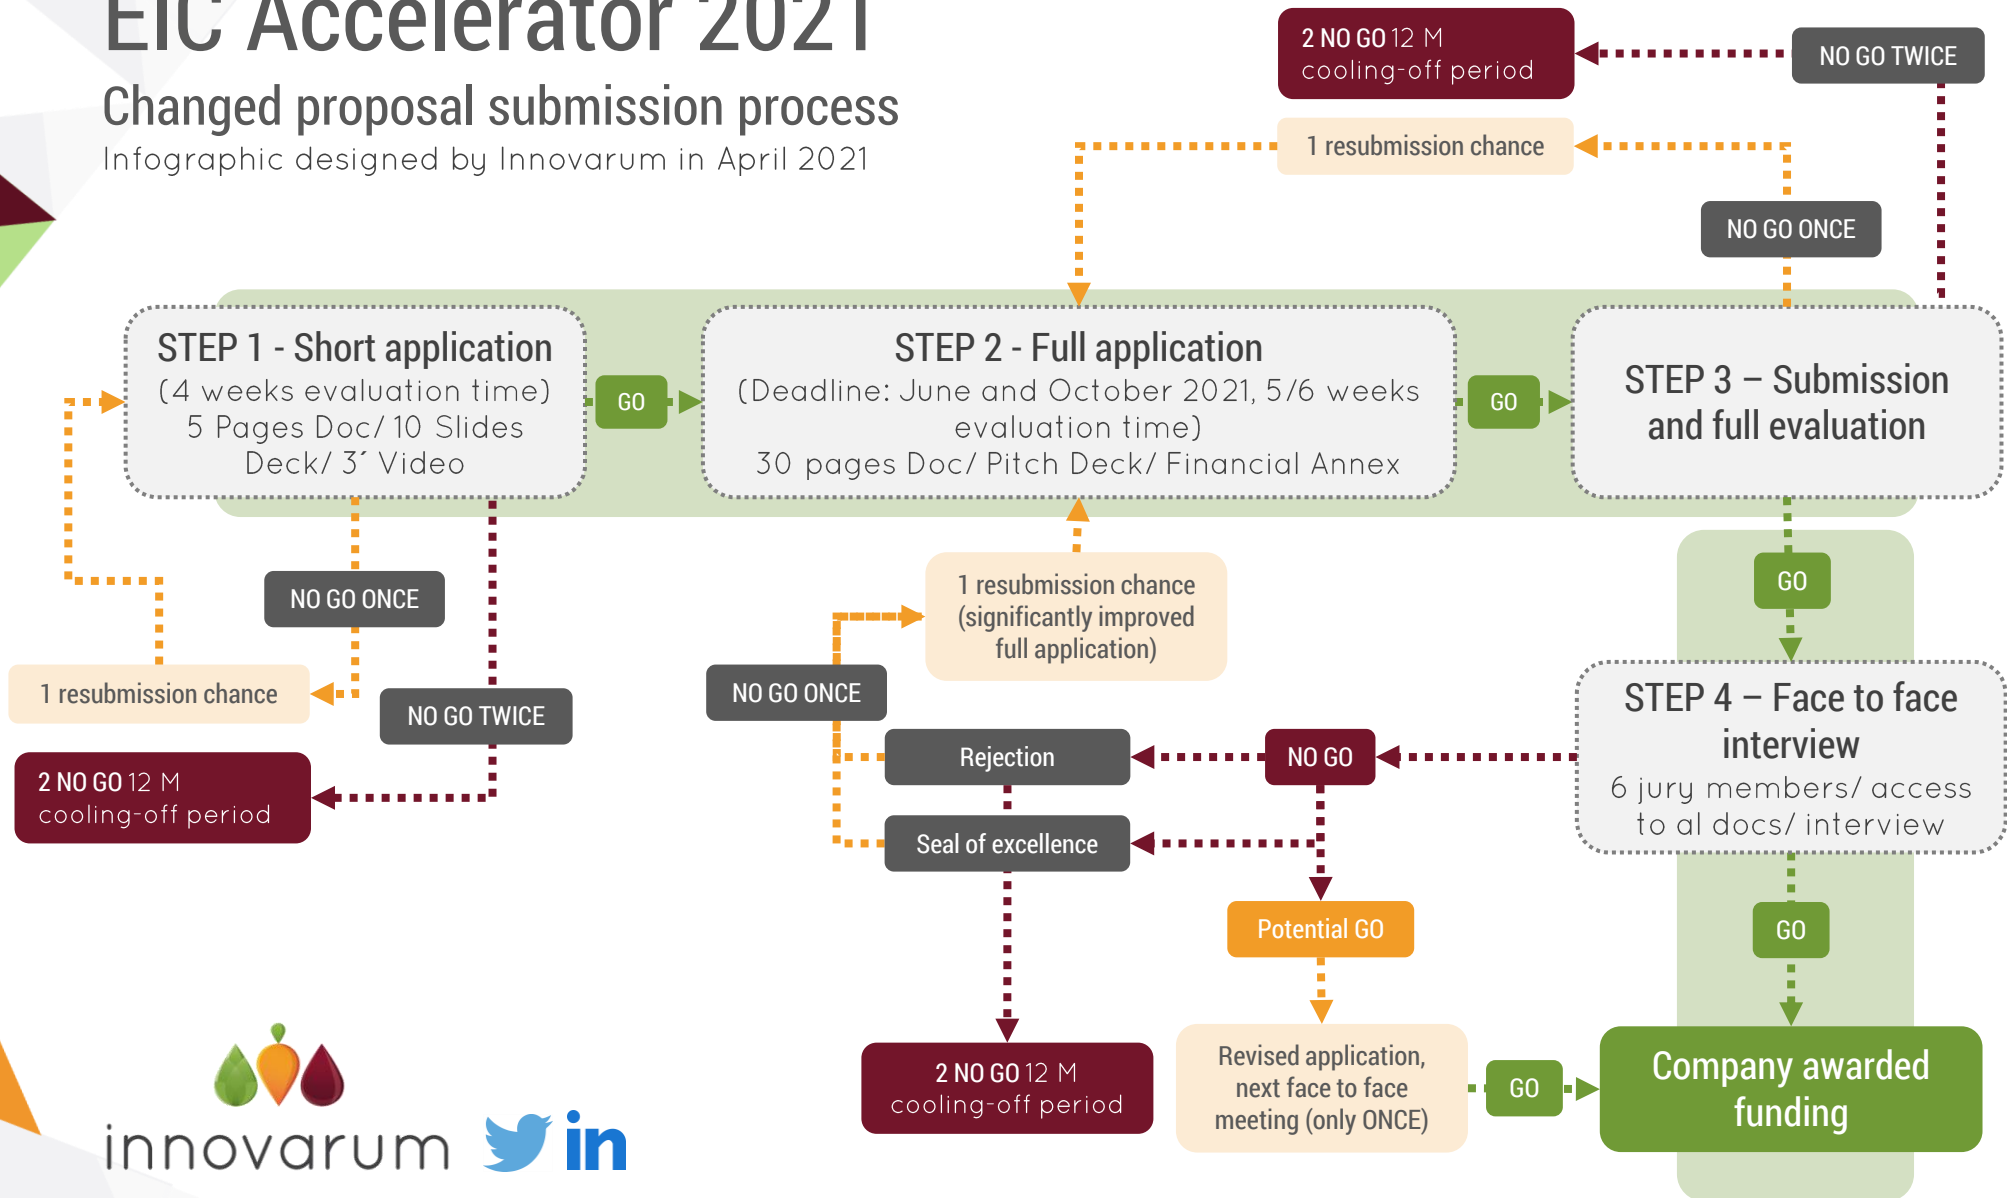 EIC Accelerator 2021
Changed proposal submission process
Infographic designed by Innovarum in April 2021
2 NO GO 12 M
cooling-off period
NO GO TWICE
1 resubmission chance
NO GO ONCE
STEP 1 - Short application
(4 weeks evaluation time)
5 Pages Doc/ 10 Slides
Deck/ 3´ Video
GO
STEP 2 - Full application
(Deadline: June and October 2021, 5/6 weeks
evaluation time)
30 pages Doc/ Pitch Deck/ Financial Annex
GO
STEP 3 – Submission
and full evaluation
NO GO ONCE
1 resubmission chance
NO GO TWICE
2 NO GO 12 M
cooling-off period
1 resubmission chance
(significantly improved
full application)
NO GO ONCE
GO
STEP 4 – Face to face
interview
6 jury members/ access
to al docs/ interview
NO GO
Rejection
Seal of excellence
Potential GO
GO
2 NO GO 12 M
cooling-off period
Revised application,
next face to face
meeting (only ONCE)
GO
Company awarded
funding
innovarum
in